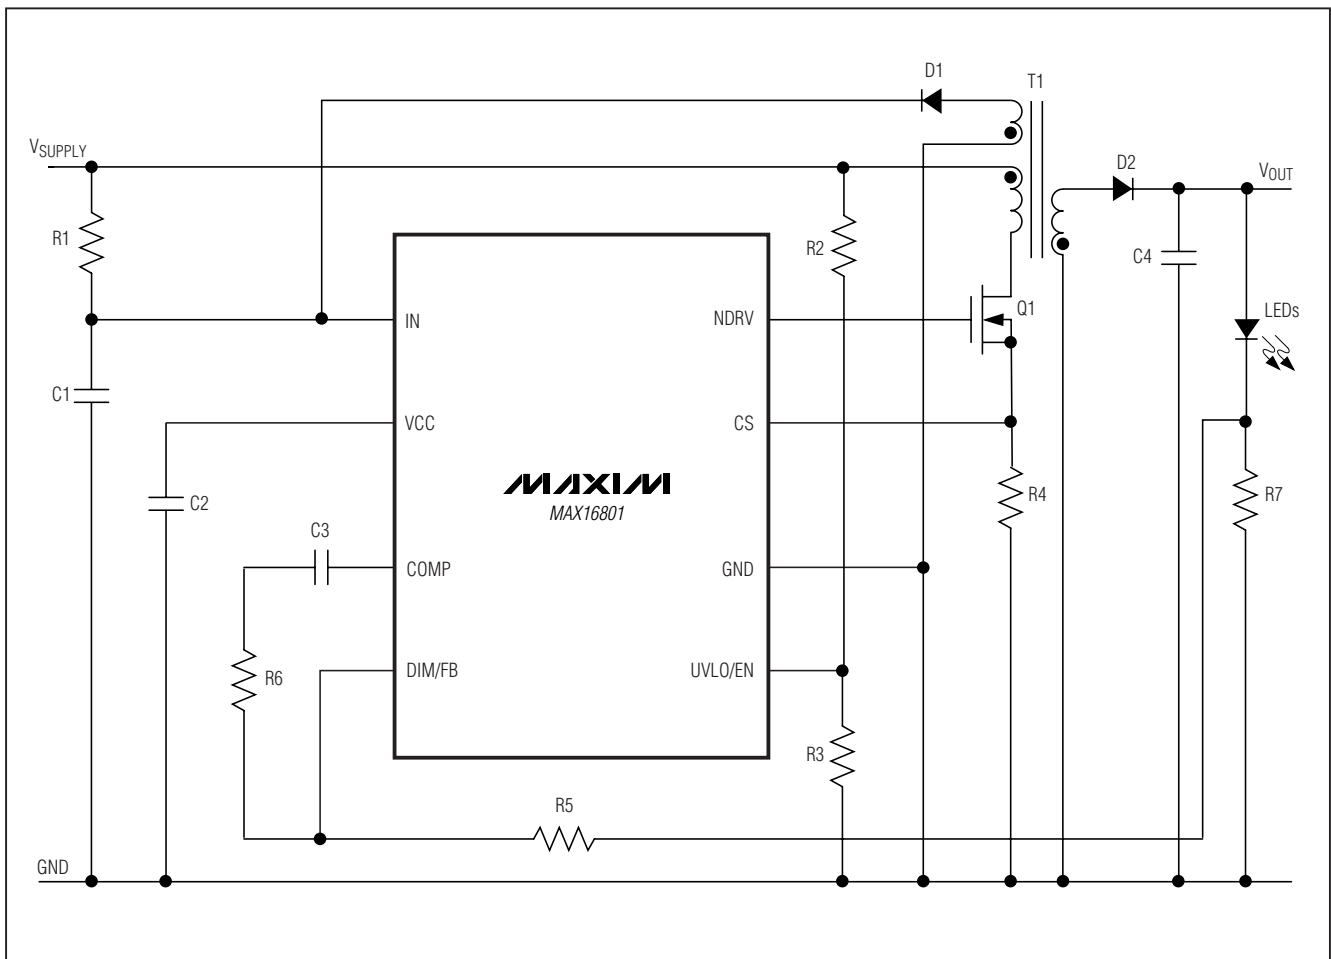 D1
T1
VSUPPLY
D2
VOUT
R1
R2
C4
IN
NDRV
Q1
LEDs
C1
VCC
CS
MAXIM
MAX16801
C2
R4
R7
C3
COMP
GND
R6
DIM/FB
UVLO/EN
R3
R5
GND